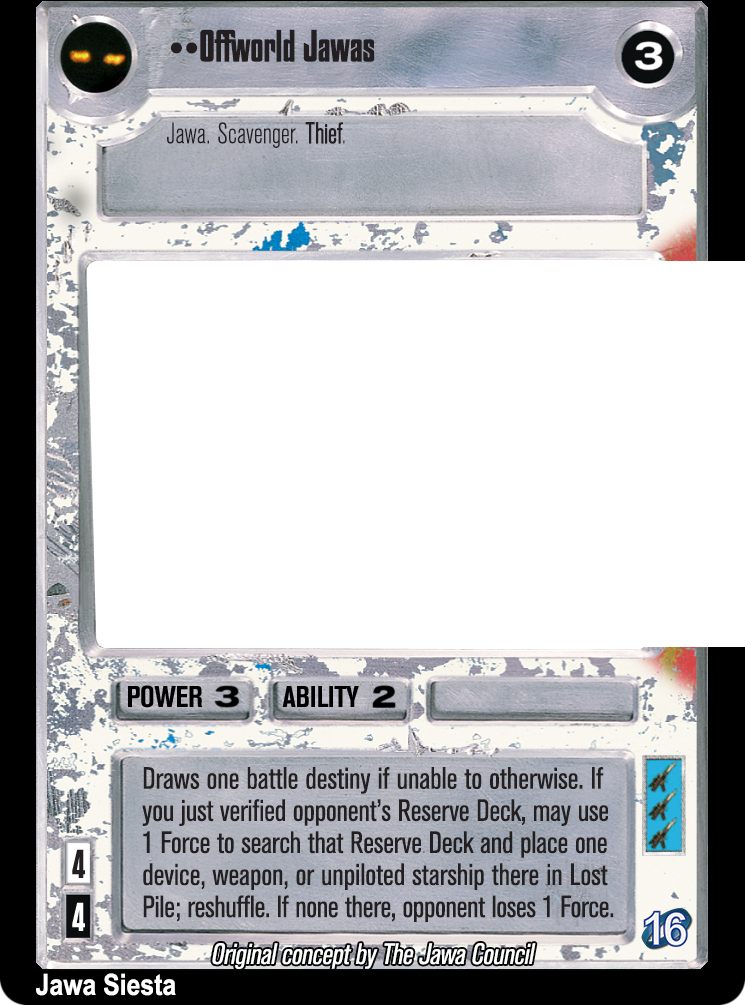 ••Offworld Jawas
3
Jawa. Scavenger. Thief.
POWER 3
ABILITY 2
Draws one battle destiny if unable to otherwise. If
you just verified opponent's Reserve Deck, may use
1 Force to search that Reserve Deck and place one
device, weapon, or unpiloted starship there in Lost
Pile; reshuffle. If none there, opponent loses 1 Force.
4
4
16
Original concept by The Jawa Council
Jawa Siesta